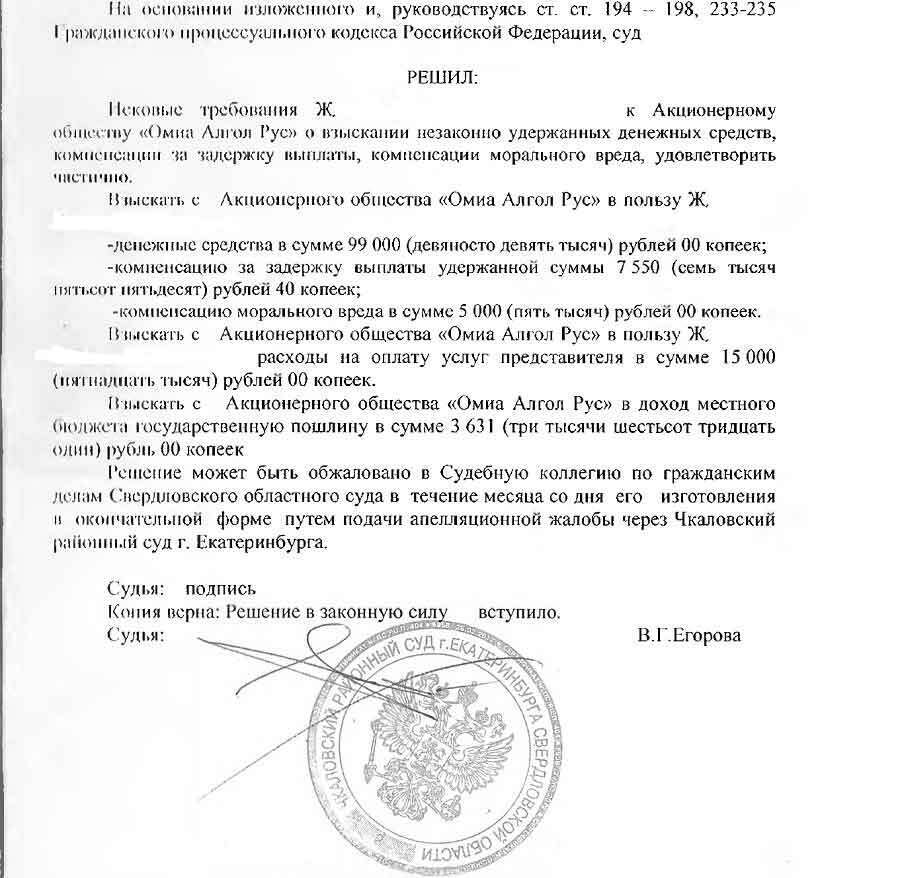 На основании изложенного и, руководствуясь ст. ст. 194 – 198, 233-235
Гражданского процессуального кодекса Российской Федерации, суд
РЕШИЛ:
Исковые требования Ж. к Акционерному
обществу «Омиа Алгол Рус» о взыскании незаконно удержанных денежных средств,
компенсации за задержку выплаты, компенсации морального вреда, удовлетворить
частично.
Взыскать с Акционерного общества «Омиа Алгол Рус» в пользу Ж.
-денежные средства в сумме 99 000 (девяносто девять тысяч) рублей 00 копеек;
-компенсацию за задержку выплаты удержанной суммы 7 550 (семь тысяч
пятьсот пятьдесят) рублей 40 копеек;
-компенсацию морального вреда в сумме 5 000 (пять тысяч) рублей 00 копеек.
Взыскать с Акционерного общества «Омиа Алгол Рус» в пользу Ж.
расходы на оплату услуг представителя в сумме 15 000
(пятнадцать тысяч) рублей 00 копеек.
Взыскать с Акционерного общества «Омиа Алгол Рус» в доход местного
бюджета государственную пошлину в сумме 3 631 (три тысячи шестьсот тридцать
один) рубль 00 копеек
Решение может быть обжаловано в Судебную коллегию по гражданским
делам Свердловского областного суда в течение месяца со дня его изготовления
в окончательной форме путем подачи апелляционной жалобы через Чкаловский
районный суд г. Екатеринбурга.
Судья: подпись
Копия верна: Решение в законную силу вступило.
Судья: В.Г.Егорова
ЧКАЛОВСКИЙ РАЙОННЫЙ СУД г.ЕКАТЕРИНБУРГА СВЕРДЛОВСКОЙ ОБЛАСТИ